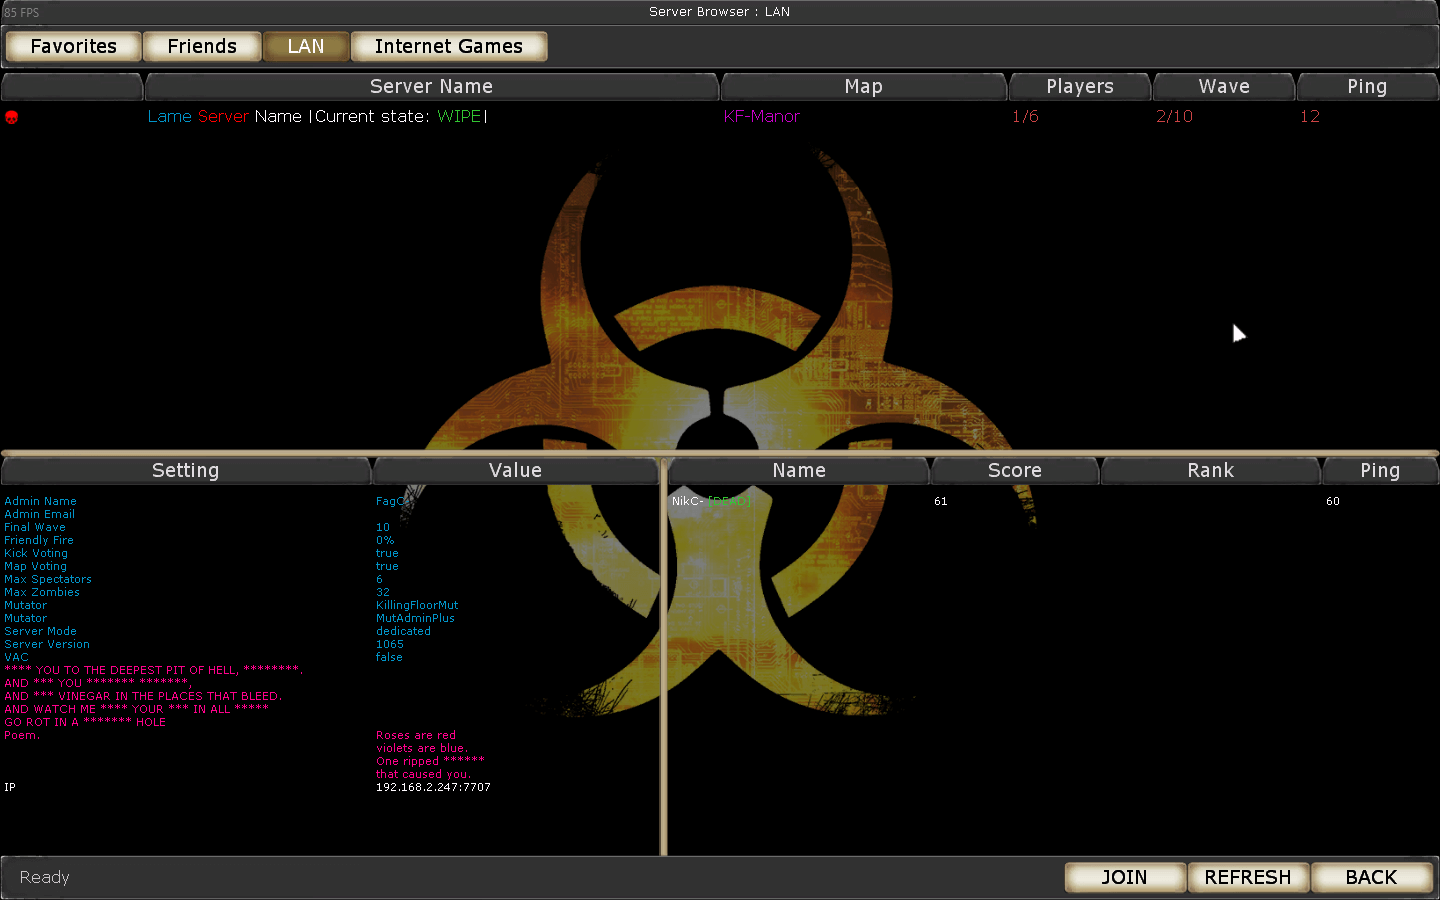 85 FPS
Server Browser : LAN
Favorites Friends LAN Internet Games
Server Name Map Players Wave Ping
Lame Server Name |Current state: WIPE| KF-Manor 1/6 2/10 12
Setting Value Name Score Rank Ping
Admin Name FagC NikC- [DEAD] 61 60
Admin Email
Final Wave 10
Friendly Fire 0%
Kick Voting true
Map Voting true
Max Spectators 6
Max Zombies 32
Mutator KillingFloorMut
Mutator MutAdminPlus
Server Mode dedicated
Server Version 1065
VAC false
**** YOU TO THE DEEPEST PIT OF HELL, ********.
AND *** YOU ******* *******,
AND *** VINEGAR IN THE PLACES THAT BLEED.
AND WATCH ME **** YOUR *** IN ALL *****
GO ROT IN A ******* HOLE
Poem. Roses are red
violets are blue.
One ripped ******
that caused you.
IP 192.168.2.247:7707
Ready JOIN REFRESH BACK